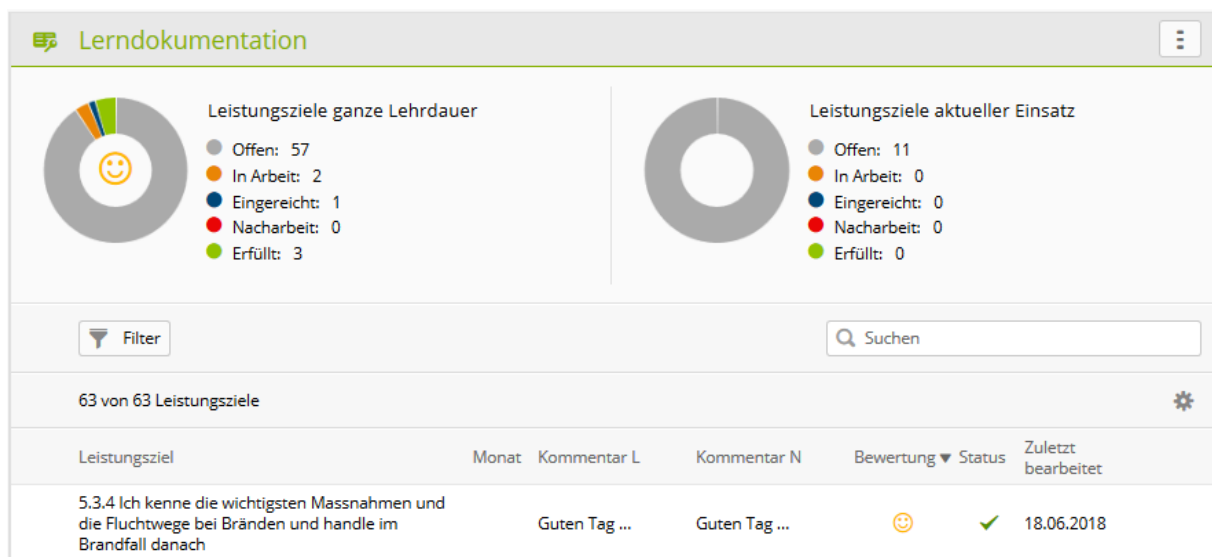 Lerndokumentation
Leistungsziele ganze Lehrdauer
Offen: 57
In Arbeit: 2
Eingereicht: 1
Nacharbeit: 0
Erfüllt: 3
Leistungsziele aktueller Einsatz
Offen: 11
In Arbeit: 0
Eingereicht: 0
Nacharbeit: 0
Erfüllt: 0
Filter
Suchen
63 von 63 Leistungsziele
Leistungsziel Monat Kommentar L Kommentar N Bewertung Status Zuletzt bearbeitet
5.3.4 Ich kenne die wichtigsten Massnahmen und
die Fluchtwege bei Bränden und handle im
Brandfall danach
Guten Tag ... Guten Tag ... 18.06.2018